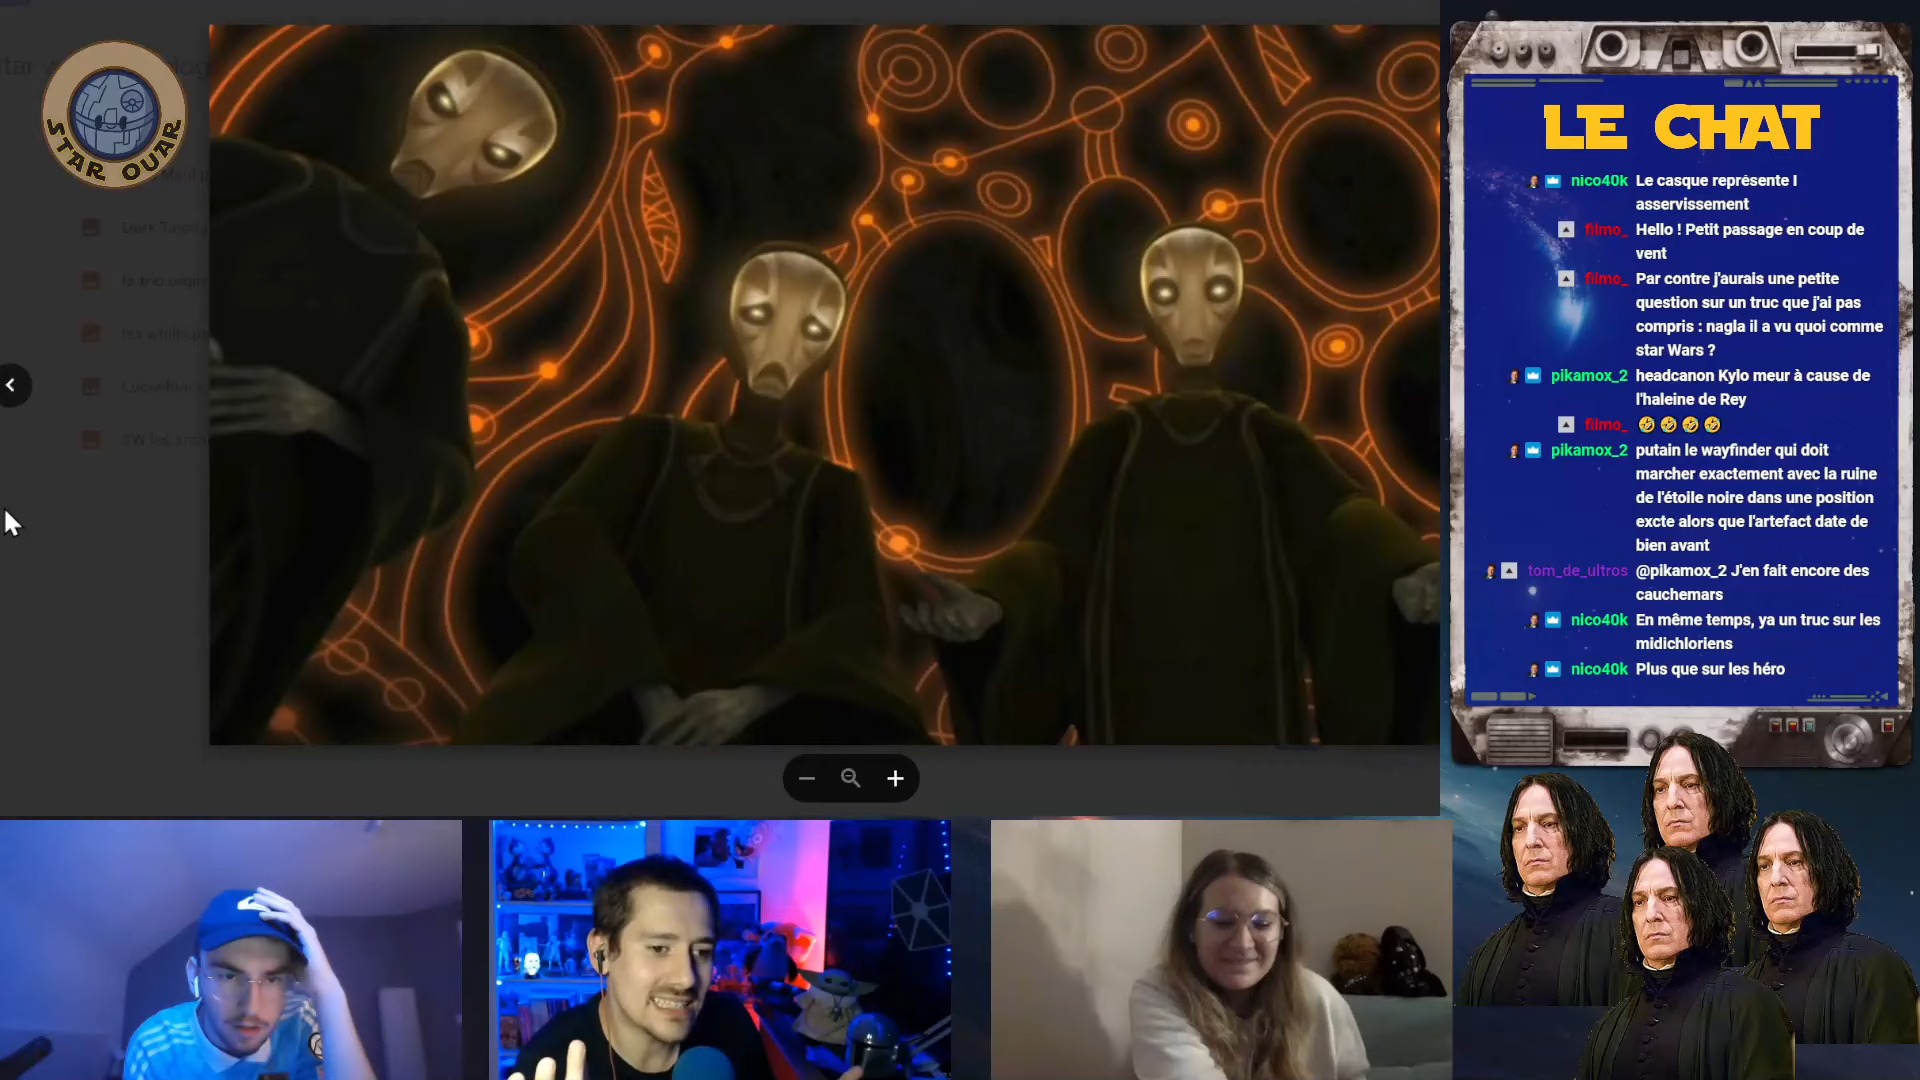 STAR OUAR
LE CHAT
nico40k Le casque représente l
asservissement
filmo_ Hello ! Petit passage en coup de
vent
filmo_ Par contre j'aurais une petite
question sur un truc que j'ai pas
compris : nagla il a vu quoi comme
star Wars ?
pikamox_2 headcanon Kylo meur à cause de
l'haleine de Rey
filmo_ 🤣🤣🤣🤣
pikamox_2 putain le wayfinder qui doit
marcher exactement avec la ruine
de l'étoile noire dans une position
excte alors que l'artefact date de
bien avant
tom_de_ultros @pikamox_2 J'en fait encore des
cauchemars
nico40k En même temps, ya un truc sur les
midichloriens
nico40k Plus que sur les héro